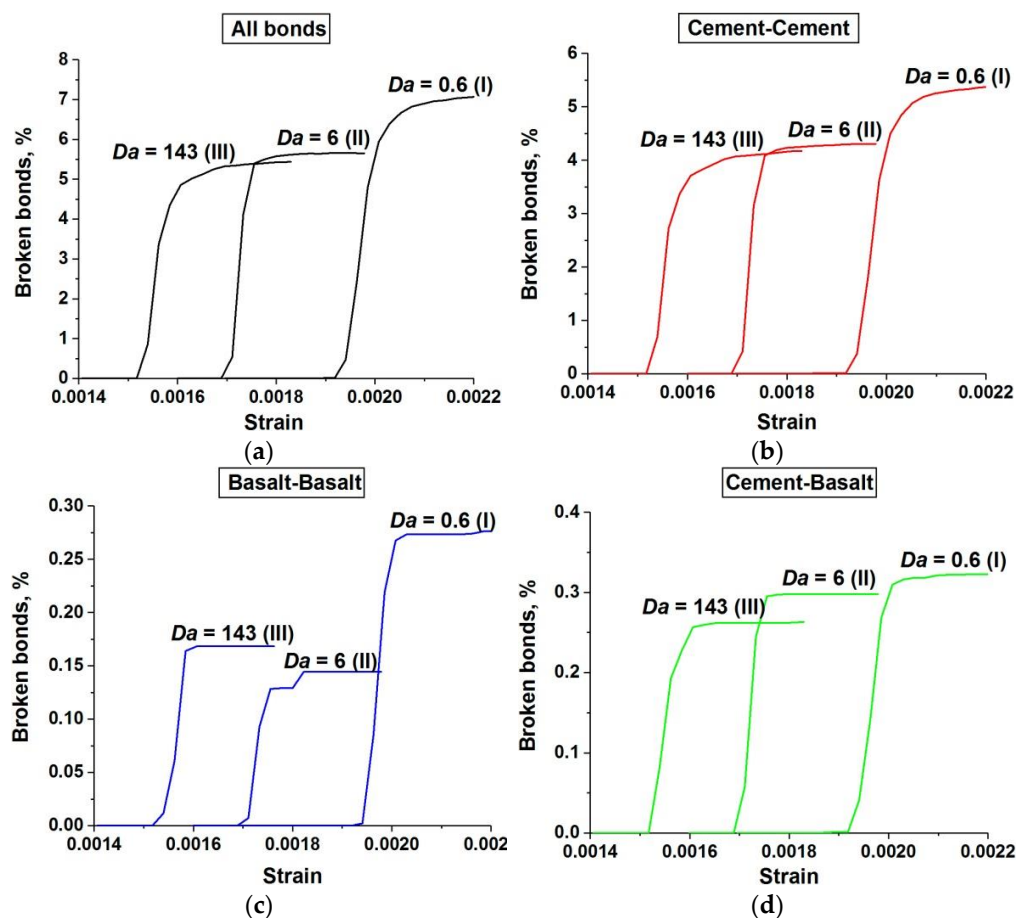 All bonds
Broken bonds, %
8
7
6
5
4
3
2
1
0
Da = 0.6 (I)
Da = 6 (II)
Da = 143 (III)
0.0014 0.0016 0.0018 0.0020 0.0022
Strain
(a)
Cement-Cement
Broken bonds, %
6
5
4
3
2
1
0
Da = 0.6 (I)
Da = 6 (II)
Da = 143 (III)
0.0014 0.0016 0.0018 0.0020 0.0022
Strain
(b)
Basalt-Basalt
Broken bonds, %
0.30
0.25
0.20
0.15
0.10
0.05
0.00
Da = 0.6 (I)
Da = 143 (III)
Da = 6 (II)
0.0014 0.0016 0.0018 0.0020 0.002
Strain
(c)
Cement-Basalt
Broken bonds, %
0.4
0.3
0.2
0.1
0.0
Da = 0.6 (I)
Da = 6 (II)
Da = 143 (III)
0.0014 0.0016 0.0018 0.0020 0.0022
Strain
(d)